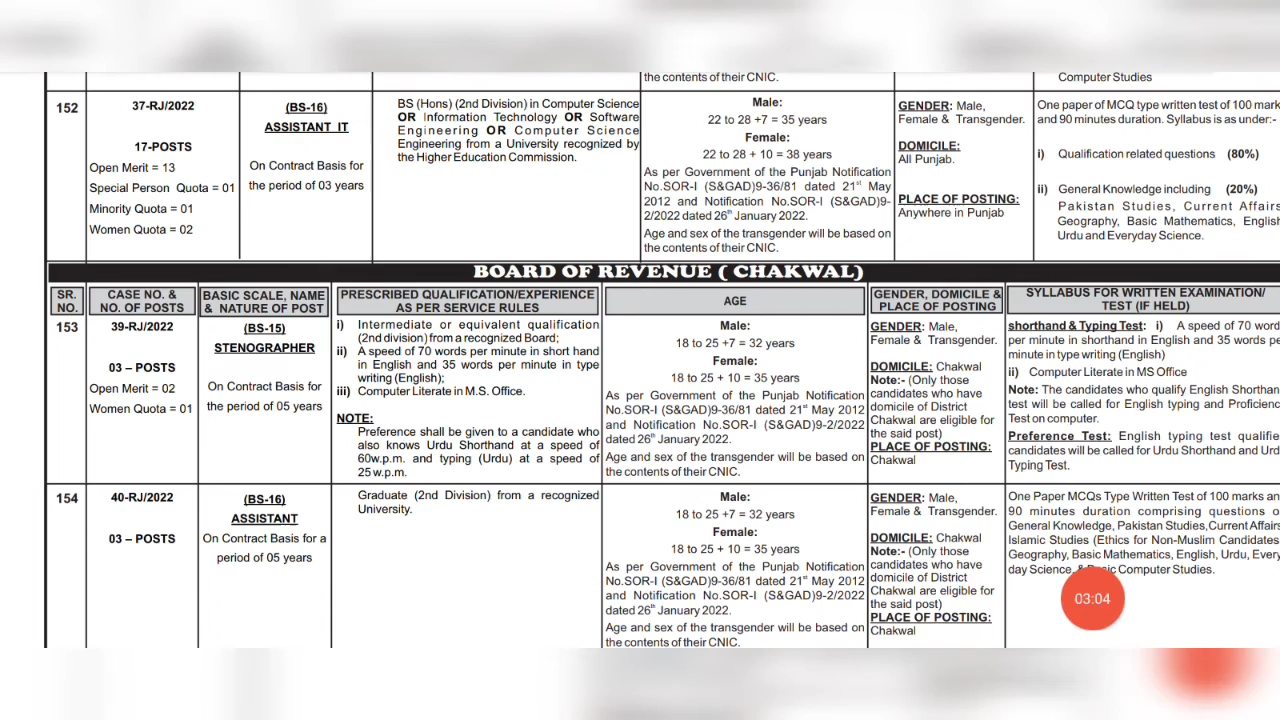 the contents of their CNIC.
Computer Studies
152
37-RJ/2022
17-POSTS
Open Merit = 13
Special Person Quota = 01
Minority Quota = 01
Women Quota = 02
(BS-16)
ASSISTANT IT
On Contract Basis for
the period of 03 years
BS (Hons) (2nd Division) in Computer Science
OR Information Technology OR Software
Engineering OR Computer Science
Engineering from a University recognized by
the Higher Education Commission.
Male:
22 to 28 +7 = 35 years
Female:
22 to 28 + 10 = 38 years
As per Government of the Punjab Notification
No.SOR-I (S&GAD)9-36/81 dated 21st May
2012 and Notification No.SOR-I (S&GAD)9-
2/2022 dated 26th January 2022.
Age and sex of the transgender will be based on
the contents of their CNIC.
GENDER: Male,
Female & Transgender.
DOMICILE:
All Punjab.
PLACE OF POSTING:
Anywhere in Punjab
One paper of MCQ type written test of 100 mark
and 90 minutes duration. Syllabus is as under:-
i) Qualification related questions (80%)
ii) General Knowledge including (20%)
Pakistan Studies, Current Affairs
Geography, Basic Mathematics, English
Urdu and Everyday Science.
BOARD OF REVENUE ( CHAKWAL)
SR.
NO.
CASE NO. &
NO. OF POSTS
BASIC SCALE, NAME
& NATURE OF POST
PRESCRIBED QUALIFICATION/EXPERIENCE
AS PER SERVICE RULES
AGE
GENDER, DOMICILE &
PLACE OF POSTING
SYLLABUS FOR WRITTEN EXAMINATION/
TEST (IF HELD)
153
39-RJ/2022
03 – POSTS
Open Merit = 02
Women Quota = 01
(BS-15)
STENOGRAPHER
On Contract Basis for
the period of 05 years
i) Intermediate or equivalent qualification
(2nd division) from a recognized Board;
ii) A speed of 70 words per minute in short hand
in English and 35 words per minute in type
writing (English);
iii) Computer Literate in M.S. Office.
NOTE:
Preference shall be given to a candidate who
also knows Urdu Shorthand at a speed of
60w.p.m. and typing (Urdu) at a speed of
25 w.p.m.
Male:
18 to 25 +7 = 32 years
Female:
18 to 25 + 10 = 35 years
As per Government of the Punjab Notification
No.SOR-I (S&GAD)9-36/81 dated 21st May 2012
and Notification No.SOR-I (S&GAD)9-2/2022
dated 26th January 2022.
Age and sex of the transgender will be based on
the contents of their CNIC.
GENDER: Male,
Female & Transgender.
DOMICILE: Chakwal
Note:- (Only those
candidates who have
domicile of District
Chakwal are eligible for
the said post)
PLACE OF POSTING:
Chakwal
shorthand & Typing Test: i) A speed of 70 word
per minute in shorthand in English and 35 words per
minute in type writing (English)
ii) Computer Literate in MS Office
Note: The candidates who qualify English Shorthan
test will be called for English typing and Proficienc
Test on computer.
Preference Test: English typing test qualifie
candidates will be called for Urdu Shorthand and Urd
Typing Test.
154
40-RJ/2022
03 – POSTS
(BS-16)
ASSISTANT
On Contract Basis for a
period of 05 years
Graduate (2nd Division) from a recognized
University.
Male:
18 to 25 +7 = 32 years
Female:
18 to 25 + 10 = 35 years
As per Government of the Punjab Notification
No.SOR-I (S&GAD)9-36/81 dated 21st May 2012
and Notification No.SOR-I (S&GAD)9-2/2022
dated 26th January 2022.
Age and sex of the transgender will be based on
the contents of their CNIC.
GENDER: Male,
Female & Transgender.
DOMICILE: Chakwal
Note:- (Only those
candidates who have
domicile of District
Chakwal are eligible for
the said post)
PLACE OF POSTING:
Chakwal
One Paper MCQs Type Written Test of 100 marks an
90 minutes duration comprising questions o
General Knowledge, Pakistan Studies,Current Affairs
Islamic Studies (Ethics for Non-Muslim Candidates
Geography, Basic Mathematics, English, Urdu, Every
day Science, & Basic Computer Studies.
03:04